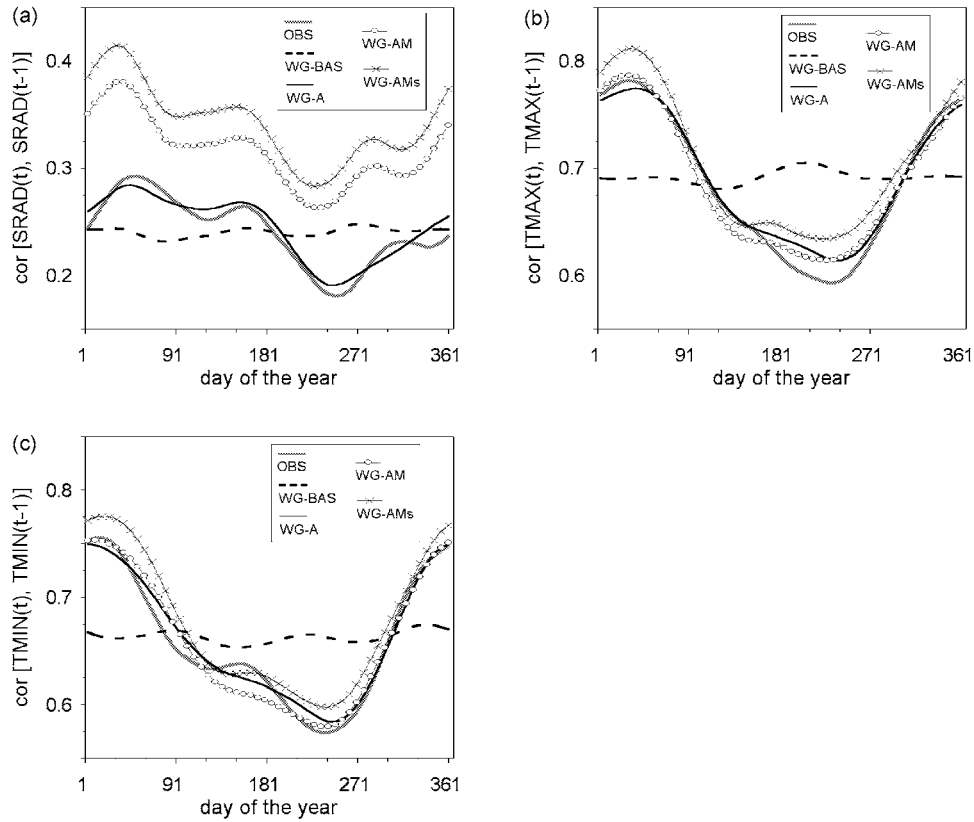 (a)
cor [SRAD(t), SRAD(t-1)]
0.4
0.3
0.2
OBS
WG-BAS
WG-A
WG-AM
WG-AMs
1 91 181 271 361
day of the year
(b)
cor [TMAX(t), TMAX(t-1)]
0.8
0.7
0.6
OBS
WG-BAS
WG-A
WG-AM
WG-AMs
1 91 181 271 361
day of the year
(c)
cor [TMIN(t), TMIN(t-1)]
0.8
0.7
0.6
OBS
WG-BAS
WG-A
WG-AM
WG-AMs
1 91 181 271 361
day of the year